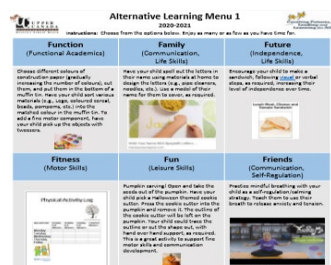 UPPER CANADA
Alternative Learning Menu 1
2020-2021
Instructions: Choose from the options below. Enjoy as many or as few as you have time for.
Function
(Functional Academics)
Choose different colours of
construction paper (gradually
increasing the number of colours), cut
them, and put them in the bottom of a
muffin tin. Have your child sort various
materials (e.g., Lego, coloured cereal,
beads, pompoms, etc.) into the
matched colour in the muffin tin. To
add a fine motor component, have
your child pick up the objects with
tweezers.
Family
(Communication,
Life Skills)
Have your child spell out the letters in
their name using materials at home to
design the letters (e.g., pipe cleaners,
needles, etc.). Use a model of their
name for them to cover, as required.
Future
(Independence,
Life Skills)
Encourage your child to make a
sandwich, following visual or verbal
steps, as required, increasing their
level of independence over time.
Fitness
(Motor Skills)
Physical Activity Log
Fun
(Leisure Skills)
Pumpkin carving! Open and take the
seeds out of the pumpkin. Have your
child pick a Halloween themed cookie
cutter. Press the cookie cutter into the
pumpkin and remove it. The outline of
the cookie cutter will be left on the
pumpkin. Your child could trace the
outline or cut the shapes out, with
hand over hand support, as required.
This is a great activity to support fine
motor skills and communication
development.
Friends
(Communication,
Self-Regulation)
Practice mindful breathing with your
child as a self-regulation/calming
strategy. Teach them to use their
breath to release anxiety and tension.